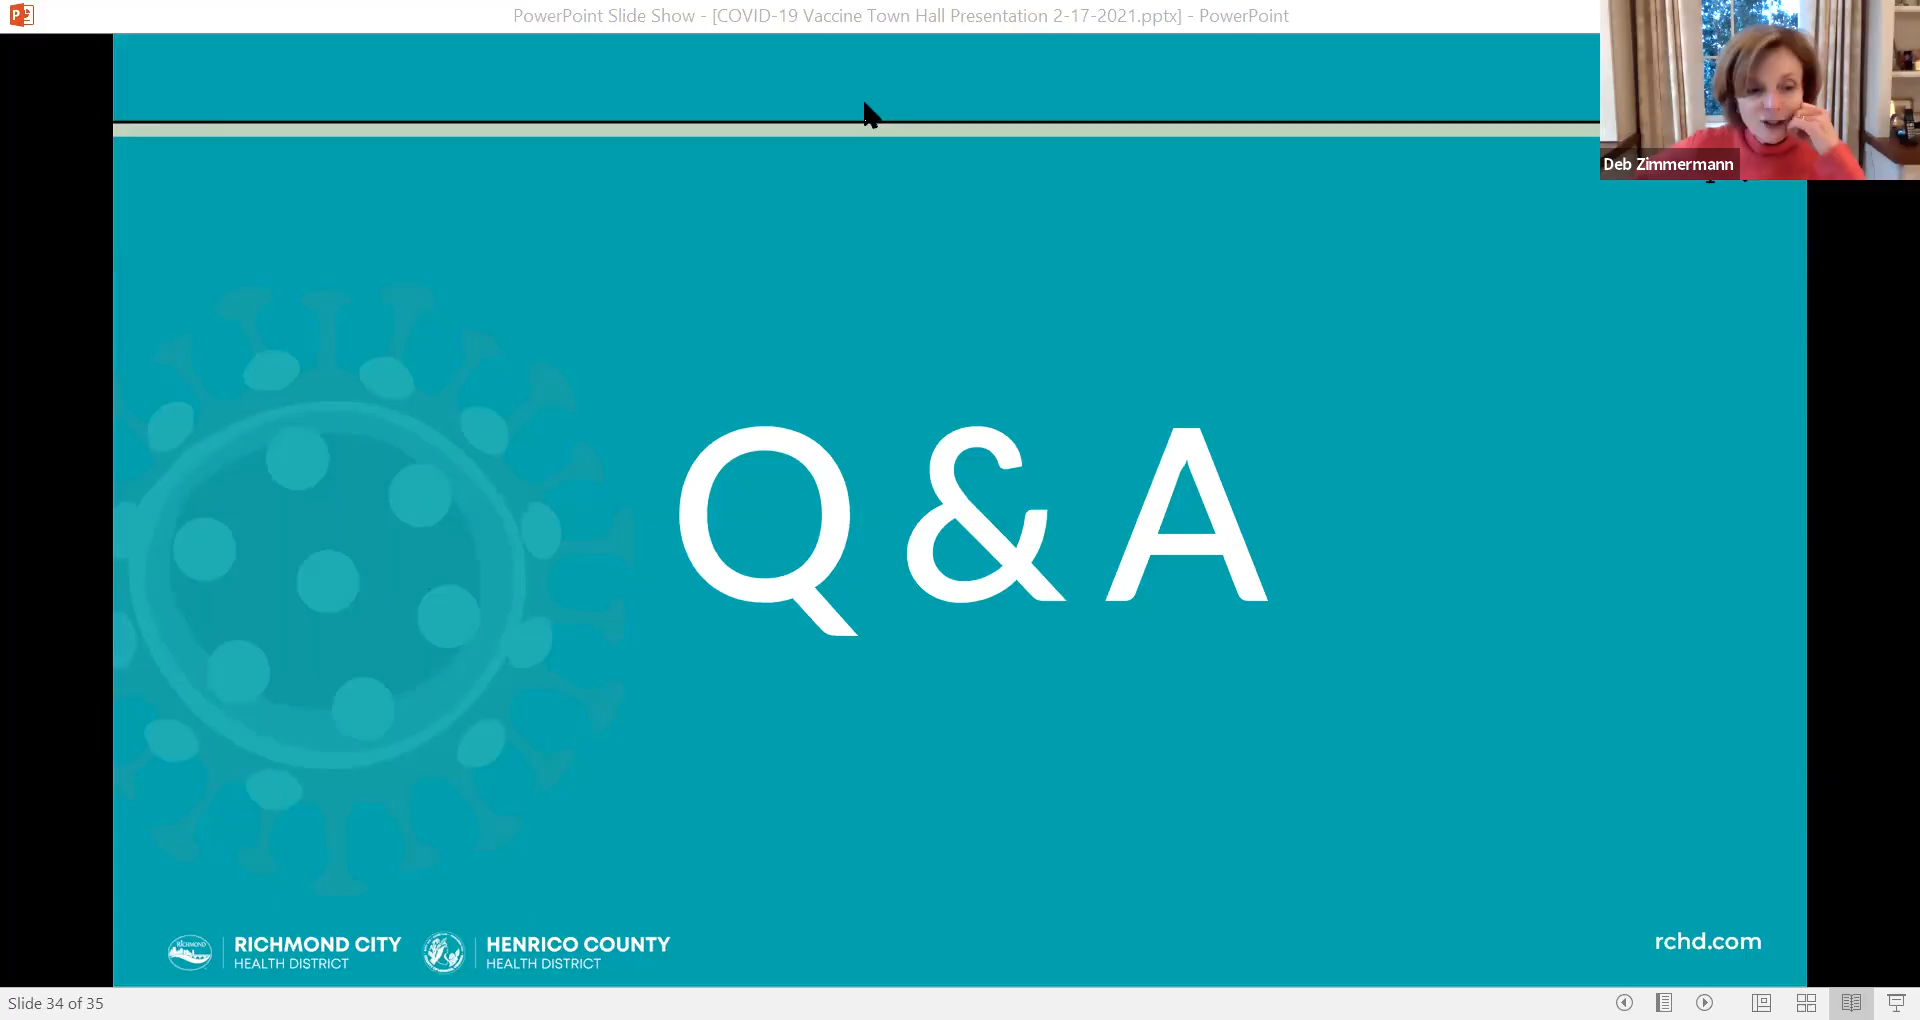 PowerPoint Slide Show - [COVID-19 Vaccine Town Hall Presentation 2-17-2021.pptx] - PowerPoint
Deb Zimmermann
Q & A
RICHMOND
RICHMOND CITY
HEALTH DISTRICT
HENRICO COUNTY
HEALTH DISTRICT
rchd.com
Slide 34 of 35